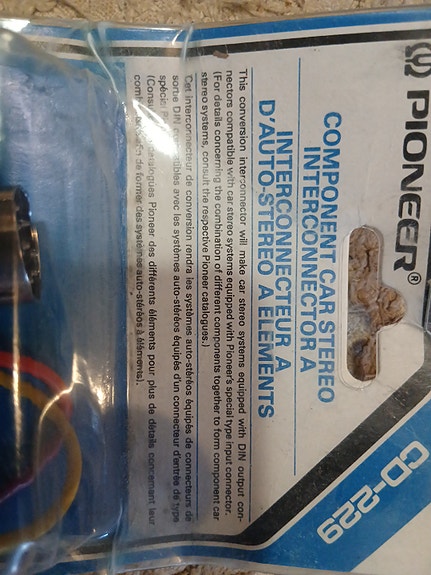 PIONEER®
CD-229
COMPONENT CAR STEREO
INTERCONNECTOR A
INTERCONNECTEUR A
D'AUTO-STEREO A ELEMENTS
This conversion interconnector will make car stereo systems equipped with DIN output con-
nectors compatible with car stereo systems equipped with Pioneer's special type input connector.
(For details concerning the combination of different components together to form component car
stereo systems, consult the respective Pioneer catalogues.)
Cet interconnecteur de conversion rendra les systèmes auto-stéréos équipés de connecteurs de
sortie DIN compatibles avec les systèmes auto-stéréos équipés d'un connecteur d'entrée de type
spécial
(Consu catalogues Pioneer des différents éléments pour plus de détails concernant leur
combi de former des systèmes auto-stéréos à éléments).